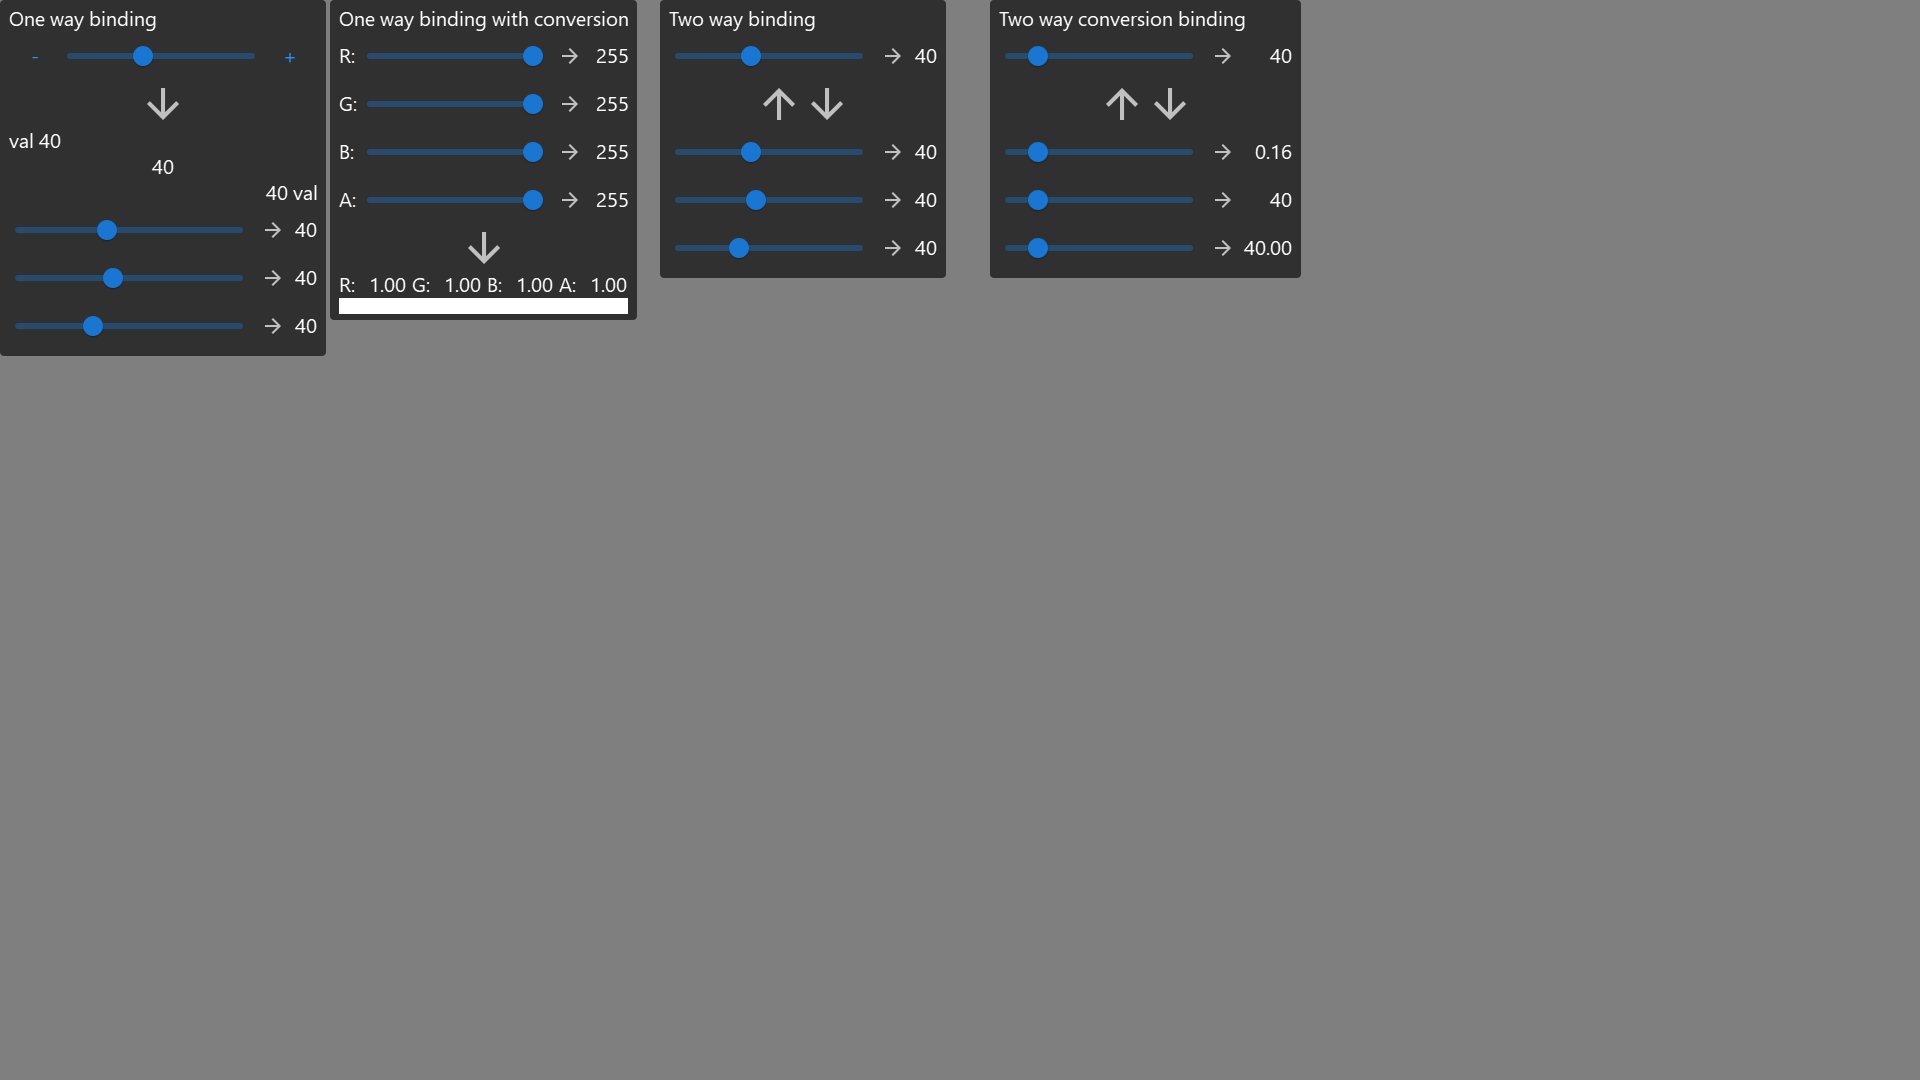 One way binding
- +
val 40
40
40 val
40
40
40
One way binding with conversion
R: 255
G: 255
B: 255
A: 255
R: 1.00 G: 1.00 B: 1.00 A: 1.00
Two way binding
40
40
40
40
Two way conversion binding
40
0.16
40
40.00